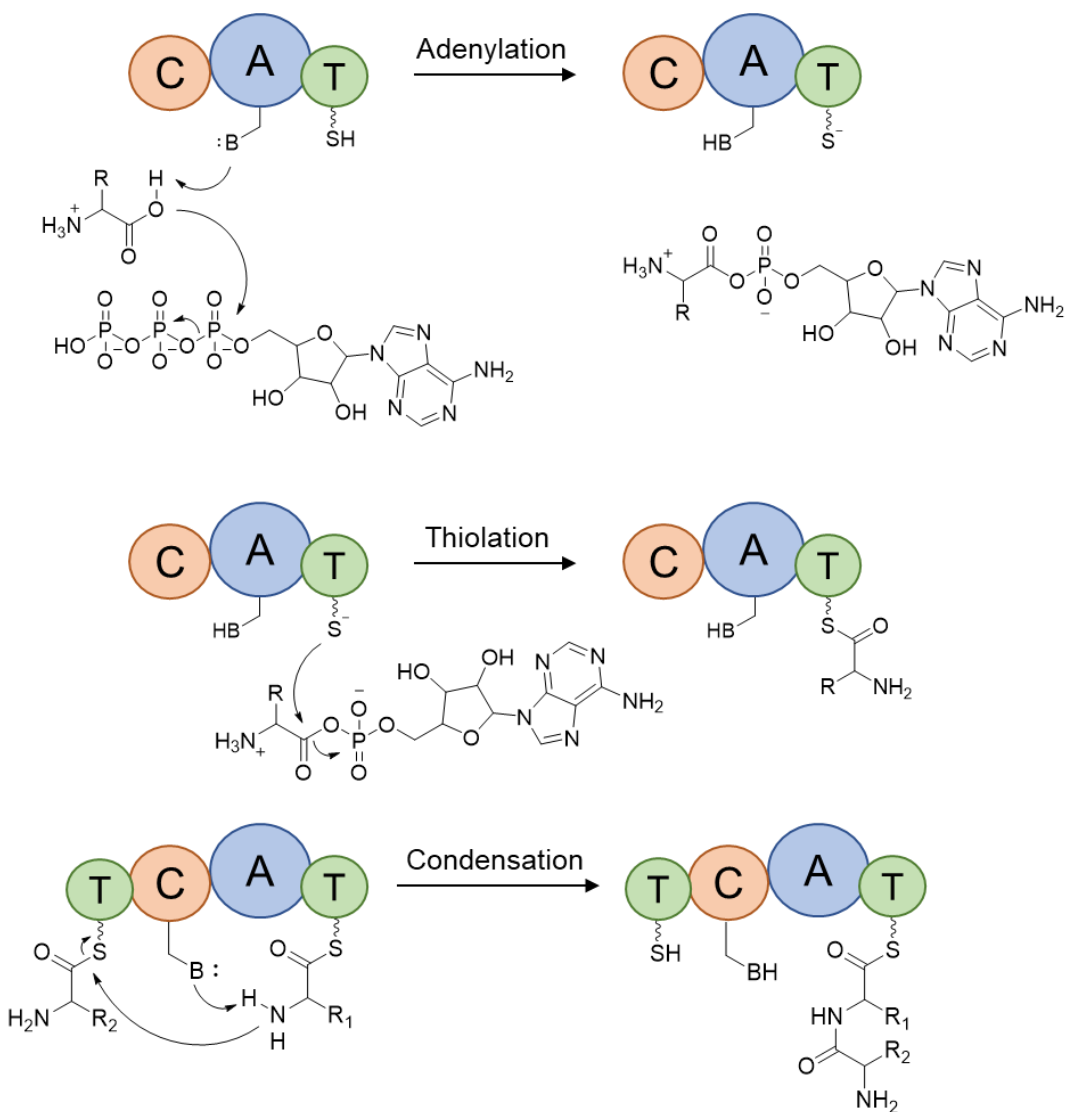 C A T Adenylation C A T
:B SH HB S⁻
R H
H₃N⁺ O
O
O O O
HO P O P O P O O N N NH₂
O⁻ O⁻ O⁻ N N
HO OH
O O
H₃N⁺ O P O O N N NH₂
R O⁻ N N
HO OH
C A T Thiolation C A T
HB S⁻ HB S O
R NH₂
HO OH N N
R O⁻ NH₂
H₃N⁺ O P O O N N
O O
T C A T Condensation T C A T
O S B: O S SH BH S
H₂N R₂ H N R₁ O
H HN R₁
O R₂
NH₂